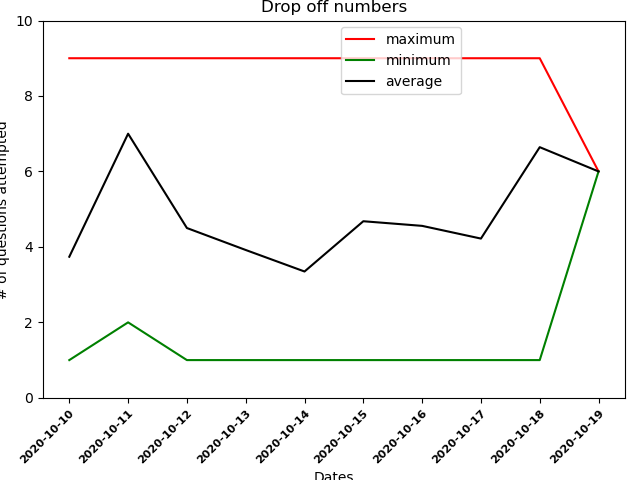 Drop off numbers
maximum
minimum
average
# of questions attempted
10
8
6
4
2
0
2020-10-10
2020-10-11
2020-10-12
2020-10-13
2020-10-14
2020-10-15
2020-10-16
2020-10-17
2020-10-18
2020-10-19
Dates